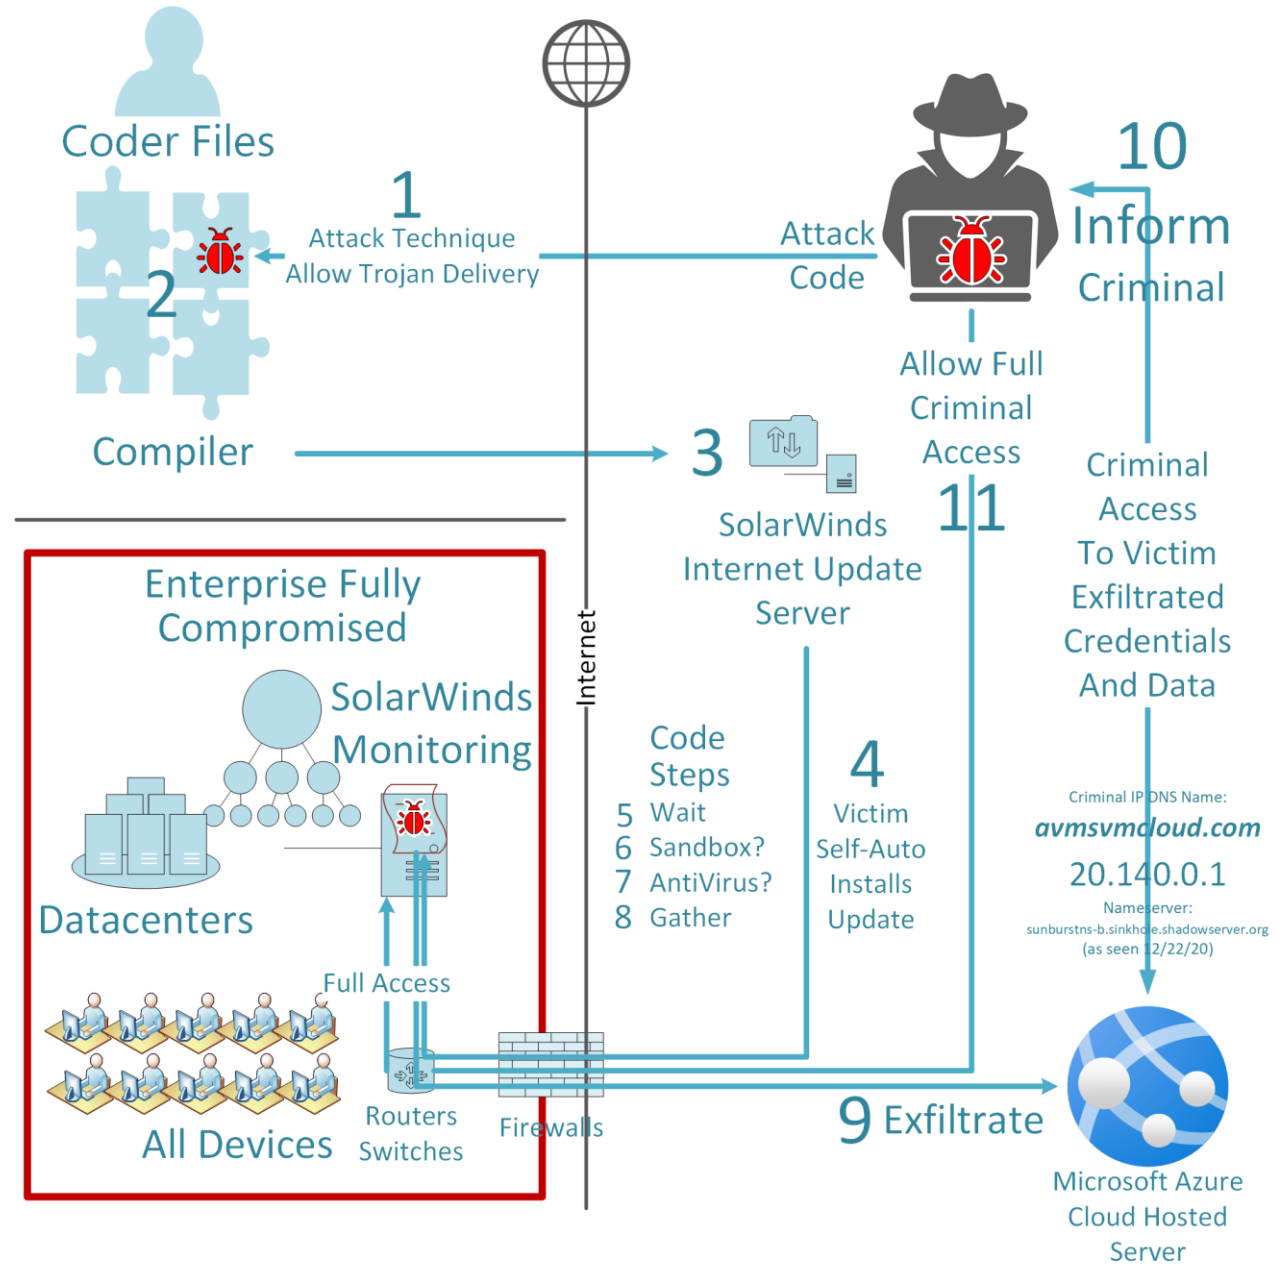 Coder Files
1
Attack Technique
Allow Trojan Delivery
2
Compiler
Attack
Code
10
Inform
Criminal
Allow Full
Criminal
Access
11
3
SolarWinds
Internet Update
Server
Criminal
Access
To Victim
Exfiltrated
Credentials
And Data
Internet
Enterprise Fully
Compromised
SolarWinds
Monitoring
Datacenters
Full Access
All Devices
Routers
Switches
Firewalls
Code
Steps
5 Wait
6 Sandbox?
7 AntiVirus?
8 Gather
4
Victim
Self-Auto
Installs
Update
Criminal IP DNS Name:
avmsvmcloud.com
20.140.0.1
Nameserver:
sunburstns-b.sinkhole.shadowserver.org
(as seen 12/22/20)
9 Exfiltrate
Microsoft Azure
Cloud Hosted
Server